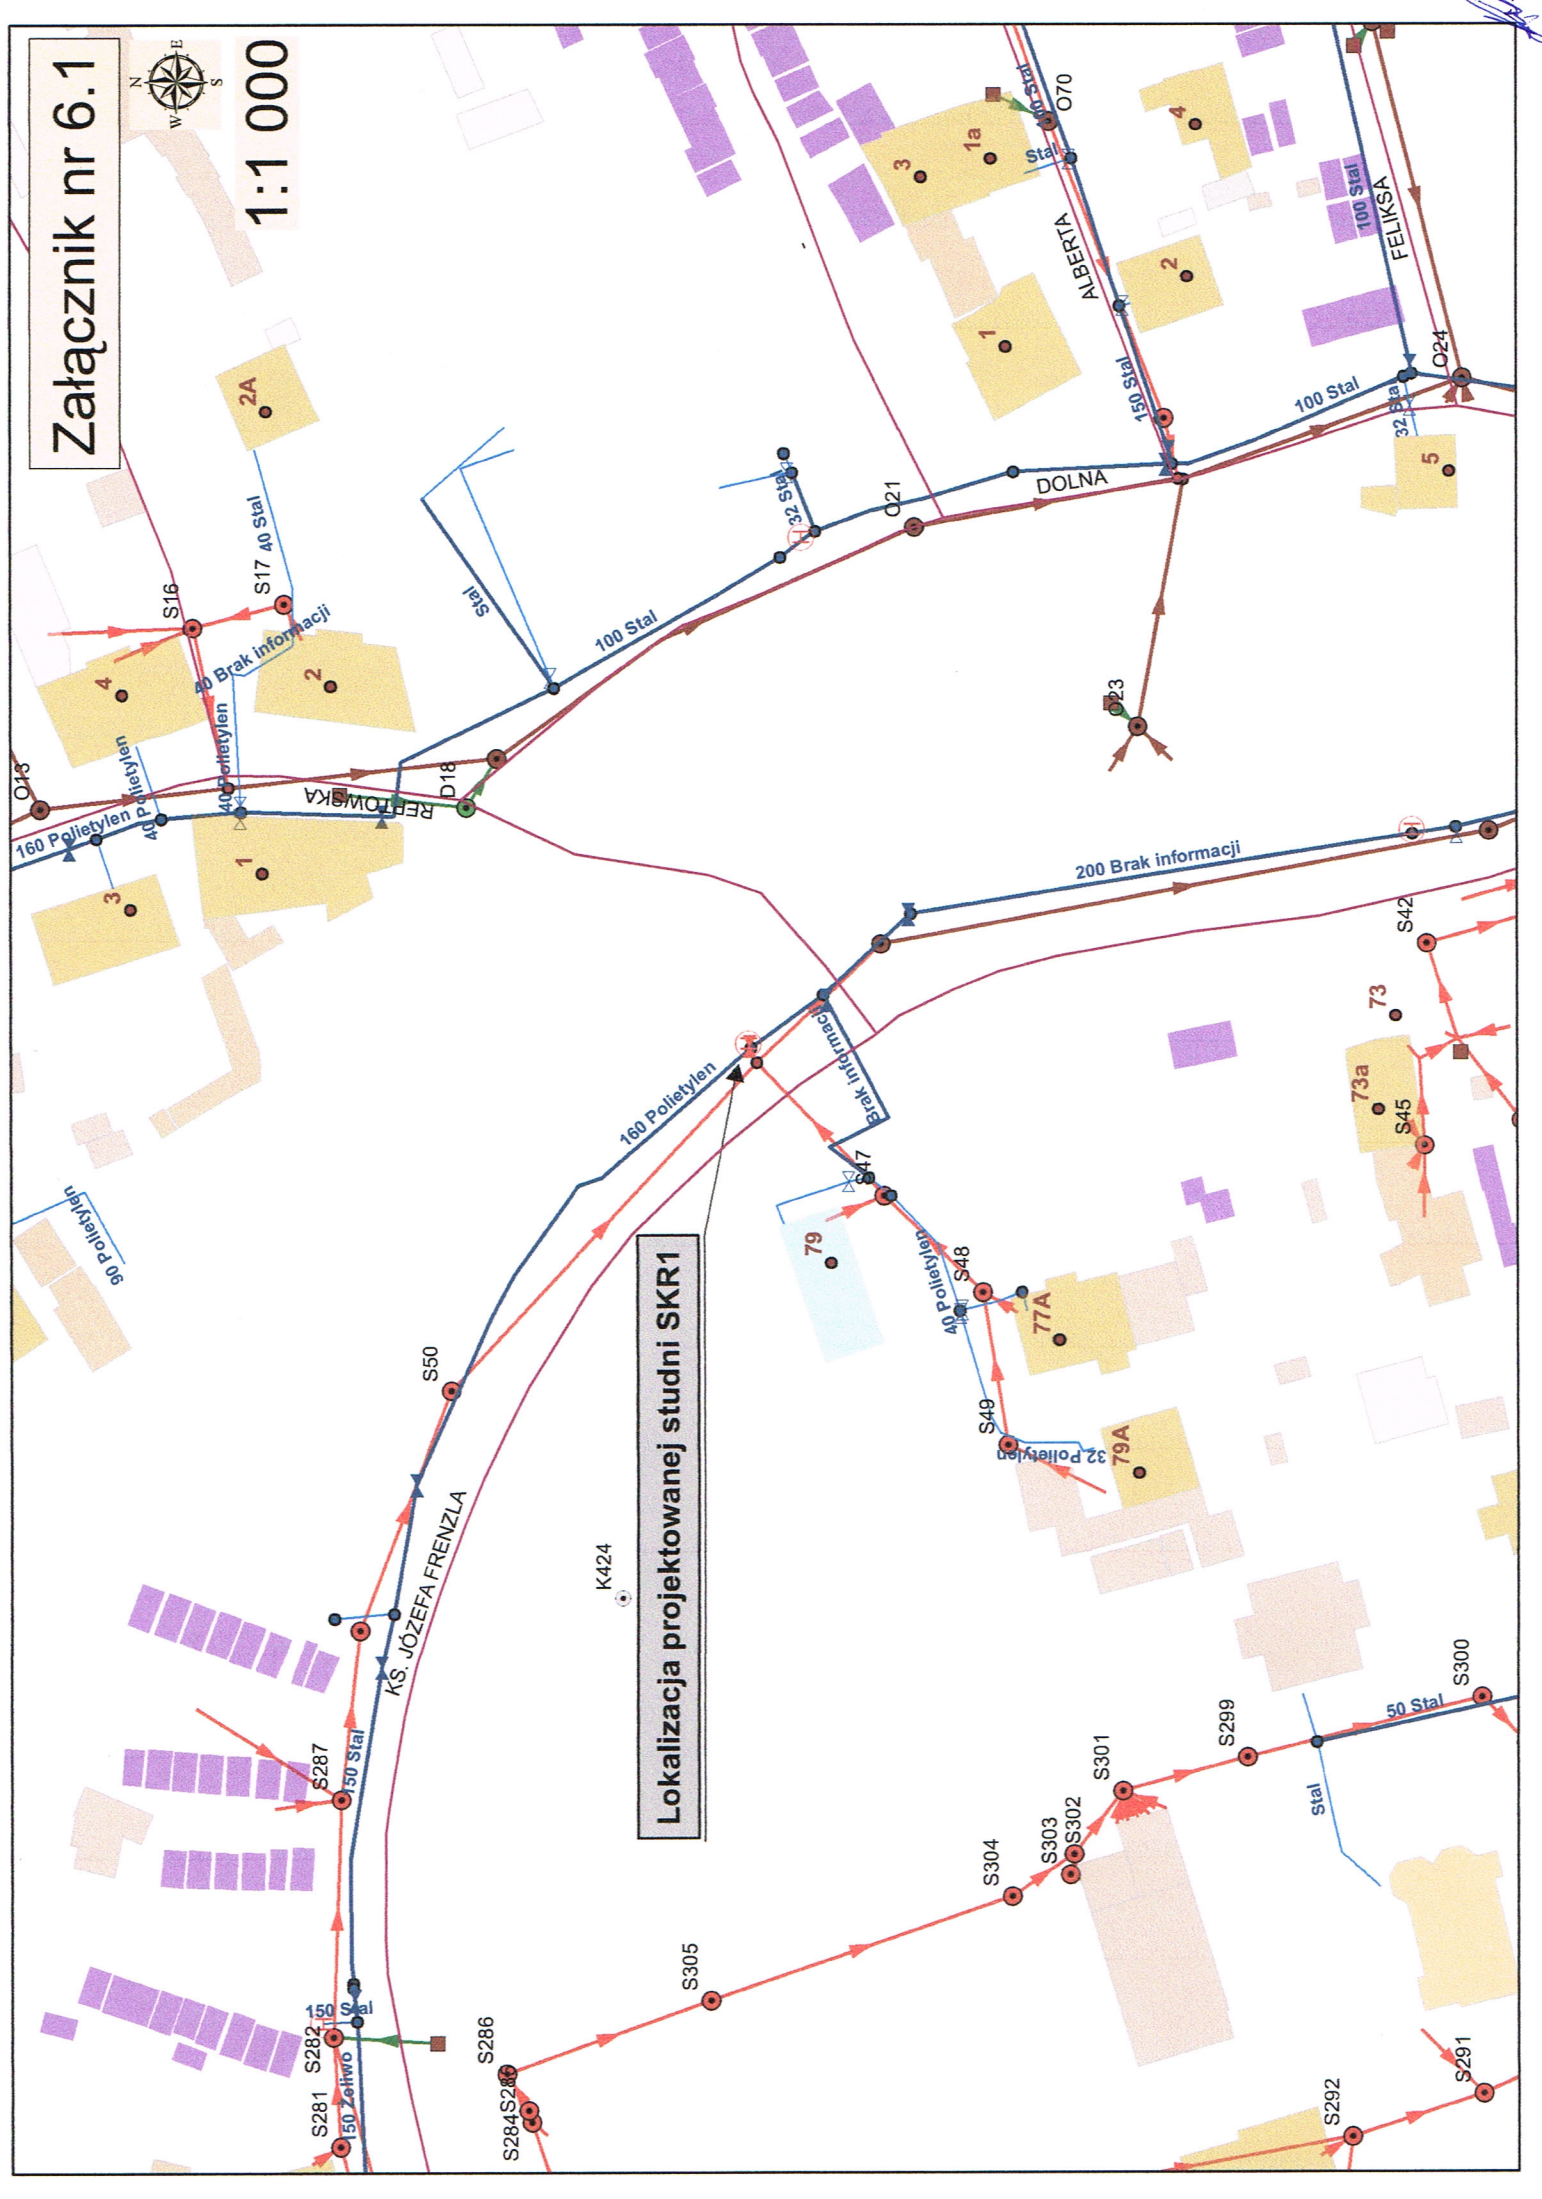 Załącznik nr 6.1
N
E
S
W
1:1 000
O13
160 Polietylen
40 Polietylen
40 Polietylen
3
1
4
2
2A
S16
S17
40 Stal
40 Brak informacji
REPTOWSKA
D18
Stal
100 Stal
32 Stal
O21
DOLNA
3
1a
1
Stal
O70
ALBERTA
150 Stal
2
4
100 Stal
FELIKSA
O24
100 Stal
5
O23
200 Brak informacji
S42
73
73a
S45
160 Polietylen
Brak informacji
S47
79
40 Polietylen
S48
77A
S49
32 Polietylen
79A
90 Polietylen
S50
KS. JÓZEFA FRENZLA
K424
Lokalizacja projektowanej studni SKR1
S287
150 Stal
150 Stal
S282
S281
150 Żeliwo
S286
S284
S305
S304
S303
S302
S301
S299
S300
50 Stal
Stal
S292
S291